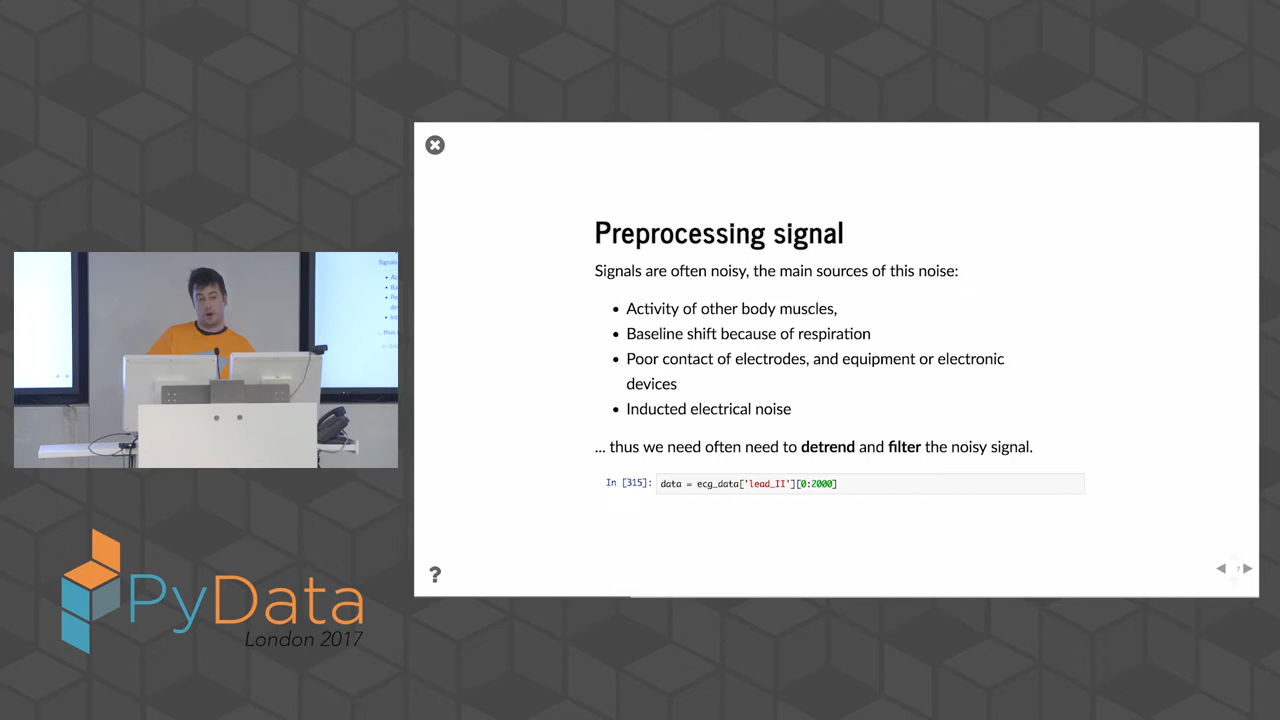 Preprocessing signal
Signals are often noisy, the main sources of this noise:
Activity of other body muscles,
Baseline shift because of respiration
Poor contact of electrodes, and equipment or electronic
devices
Inducted electrical noise
... thus we need often need to detrend and filter the noisy signal.
In [315]: data = ecg_data['lead_II'][0:2000]
?
7
PyData
London 2017